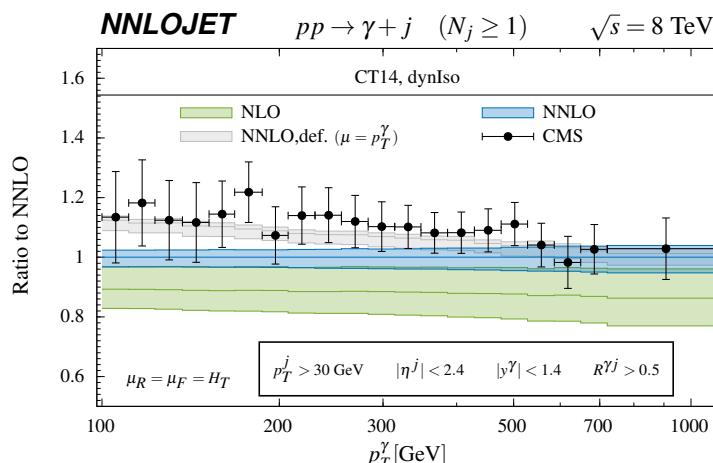 NNLOJET pp → γ + j (N_j ≥ 1) √s = 8 TeV
CT14, dynIso
NLO NNLO
NNLO,def. (μ = p_T^γ) CMS
Ratio to NNLO
1.6
1.4
1.2
1
0.8
0.6
μ_R = μ_F = H_T
p_T^j > 30 GeV |η^j| < 2.4 |y^γ| < 1.4 R^{γj} > 0.5
100 200 300 500 700 1000
p_T^γ [GeV]